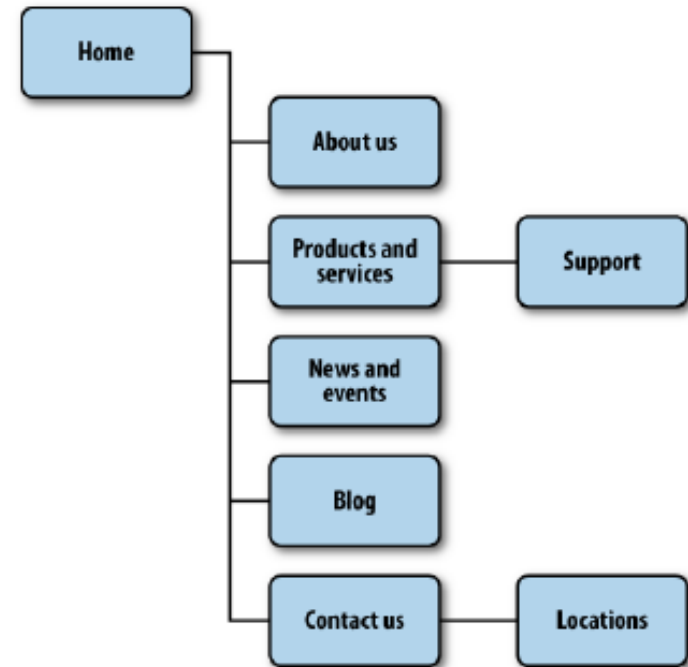 Home
About us
Products and
services
Support
News and
events
Blog
Contact us
Locations